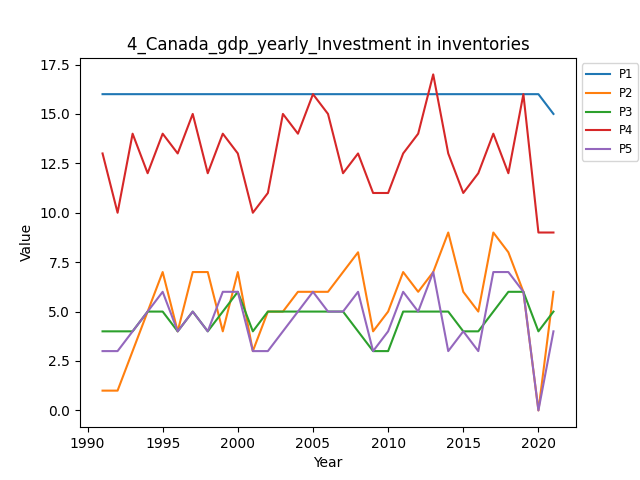 4_Canada_gdp_yearly_Investment in inventories
17.5
15.0
12.5
10.0
7.5
5.0
2.5
0.0
Value
1990 1995 2000 2005 2010 2015 2020
Year
P1
P2
P3
P4
P5